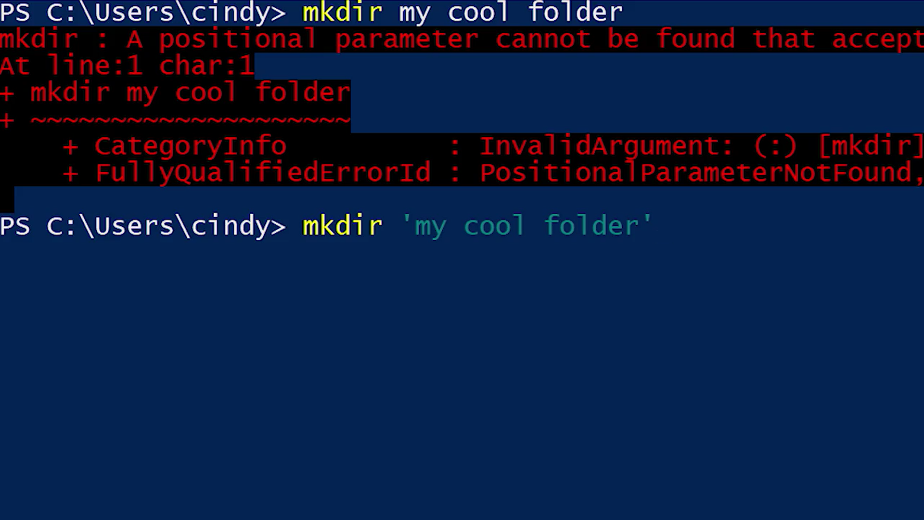 PS C:\Users\cindy> mkdir my cool folder
mkdir : A positional parameter cannot be found that accept
At line:1 char:1
+ mkdir my cool folder
+ ~~~~~~~~~~~~~~~~~~~~
    + CategoryInfo          : InvalidArgument: (:) [mkdir]
    + FullyQualifiedErrorId : PositionalParameterNotFound,
PS C:\Users\cindy> mkdir 'my cool folder'